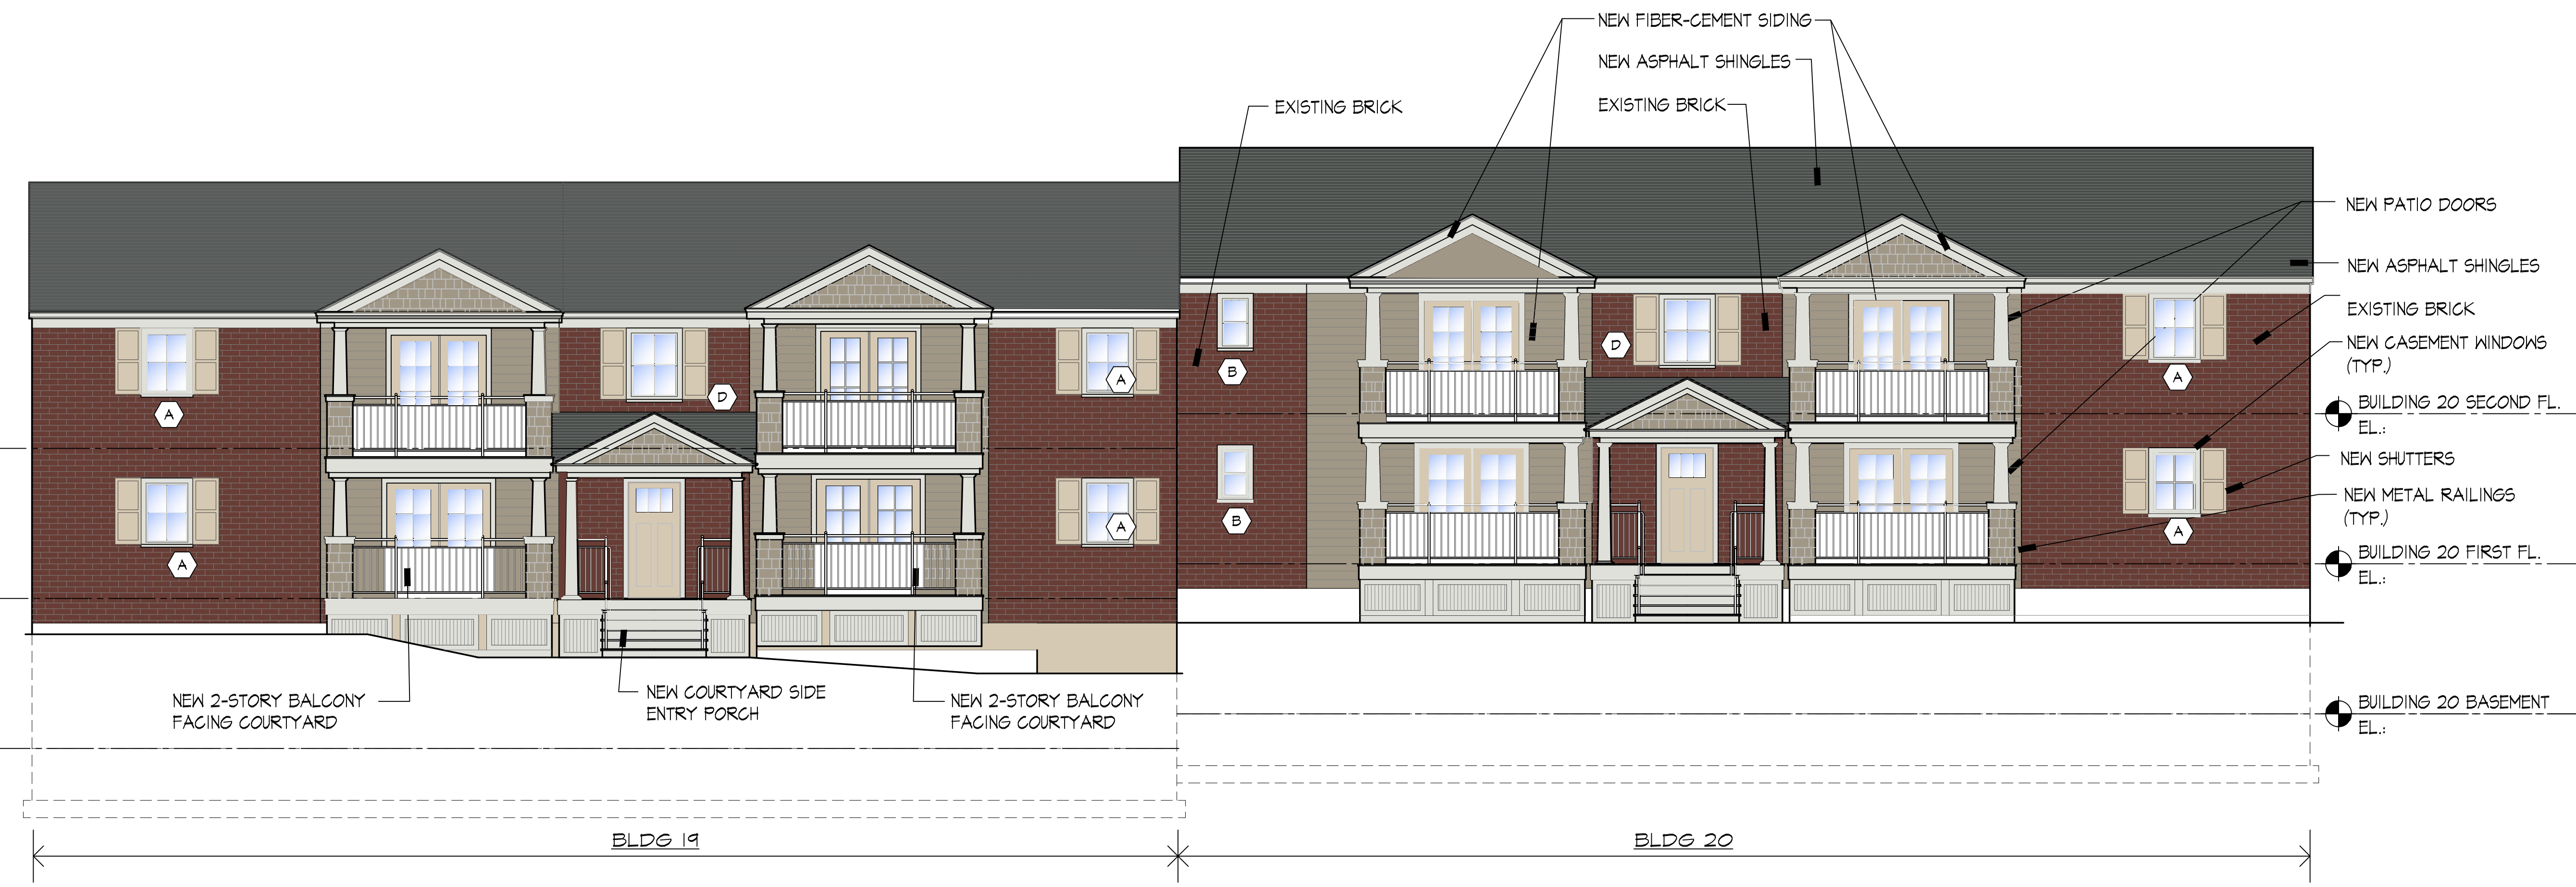 NEW FIBER-CEMENT SIDING
NEW ASPHALT SHINGLES
EXISTING BRICK
EXISTING BRICK
NEW PATIO DOORS
NEW ASPHALT SHINGLES
EXISTING BRICK
NEW CASEMENT WINDOWS
(TYP.)
BUILDING 20 SECOND FL.
EL.:
NEW SHUTTERS
NEW METAL RAILINGS
(TYP.)
BUILDING 20 FIRST FL.
EL.:
BUILDING 20 BASEMENT
EL.:
D
B
A
A
D
A
B
A
A
A
NEW 2-STORY BALCONY
FACING COURTYARD
NEW COURTYARD SIDE
ENTRY PORCH
NEW 2-STORY BALCONY
FACING COURTYARD
BLDG 19
BLDG 20